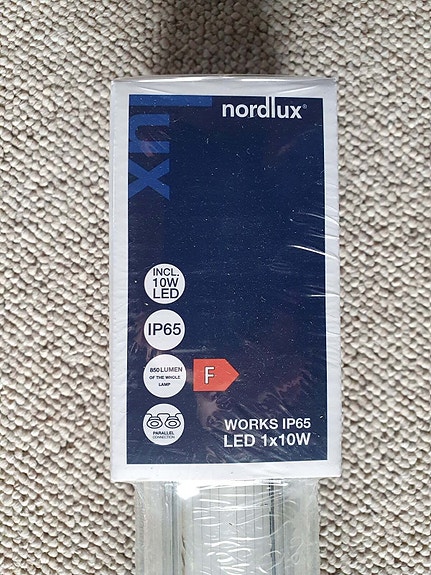 nordlux®
lux
INCL.
10W
LED
IP65
850 LUMEN
OF THE WHOLE
LAMP
F
PARALLEL
CONNECTION
WORKS IP65
LED 1x10W